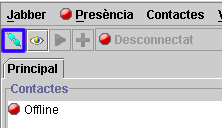 Jabber Presència Contactes
Desconnectat
Principal
Contactes
Offline